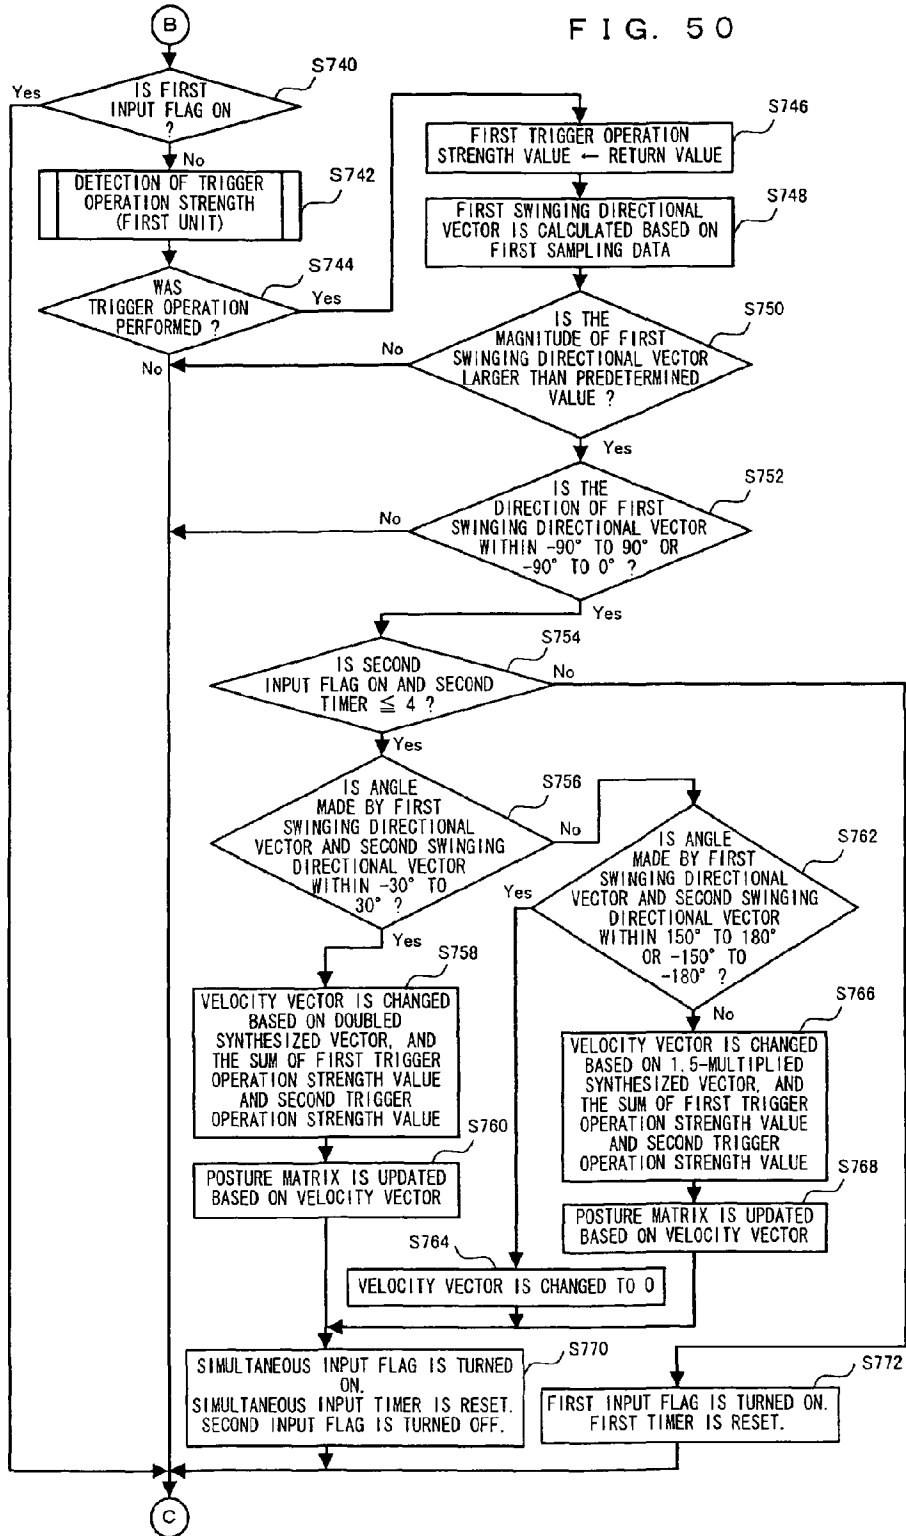 FIG. 50
B
S740
IS FIRST
INPUT FLAG ON
?
Yes
No
S742
DETECTION OF TRIGGER
OPERATION STRENGTH
(FIRST UNIT)
S744
WAS
TRIGGER OPERATION
PERFORMED ?
Yes
No
S746
FIRST TRIGGER OPERATION
STRENGTH VALUE ← RETURN VALUE
S748
FIRST SWINGING DIRECTIONAL
VECTOR IS CALCULATED BASED ON
FIRST SAMPLING DATA
S750
IS THE
MAGNITUDE OF FIRST
SWINGING DIRECTIONAL VECTOR
LARGER THAN PREDETERMINED
VALUE ?
No
Yes
S752
IS THE
DIRECTION OF FIRST
SWINGING DIRECTIONAL VECTOR
WITHIN -90° TO 90° OR
-90° TO 0° ?
No
Yes
S754
IS SECOND
INPUT FLAG ON AND SECOND
TIMER ≦ 4 ?
No
Yes
S756
IS ANGLE
MADE BY FIRST
SWINGING DIRECTIONAL
VECTOR AND SECOND SWINGING
DIRECTIONAL VECTOR
WITHIN -30° TO
30° ?
No
Yes
S762
IS ANGLE
MADE BY FIRST
SWINGING DIRECTIONAL
VECTOR AND SECOND SWINGING
DIRECTIONAL VECTOR
WITHIN 150° TO 180°
OR -150° TO
-180° ?
Yes
No
S758
VELOCITY VECTOR IS CHANGED
BASED ON DOUBLED
SYNTHESIZED VECTOR, AND
THE SUM OF FIRST TRIGGER
OPERATION STRENGTH VALUE
AND SECOND TRIGGER
OPERATION STRENGTH VALUE
S760
POSTURE MATRIX IS UPDATED
BASED ON VELOCITY VECTOR
S766
VELOCITY VECTOR IS CHANGED
BASED ON 1.5-MULTIPLIED
SYNTHESIZED VECTOR, AND
THE SUM OF FIRST TRIGGER
OPERATION STRENGTH VALUE
AND SECOND TRIGGER
OPERATION STRENGTH VALUE
S768
POSTURE MATRIX IS UPDATED
BASED ON VELOCITY VECTOR
S764
VELOCITY VECTOR IS CHANGED TO 0
S770
SIMULTANEOUS INPUT FLAG IS TURNED
ON.
SIMULTANEOUS INPUT TIMER IS RESET.
SECOND INPUT FLAG IS TURNED OFF.
S772
FIRST INPUT FLAG IS TURNED ON.
FIRST TIMER IS RESET.
C